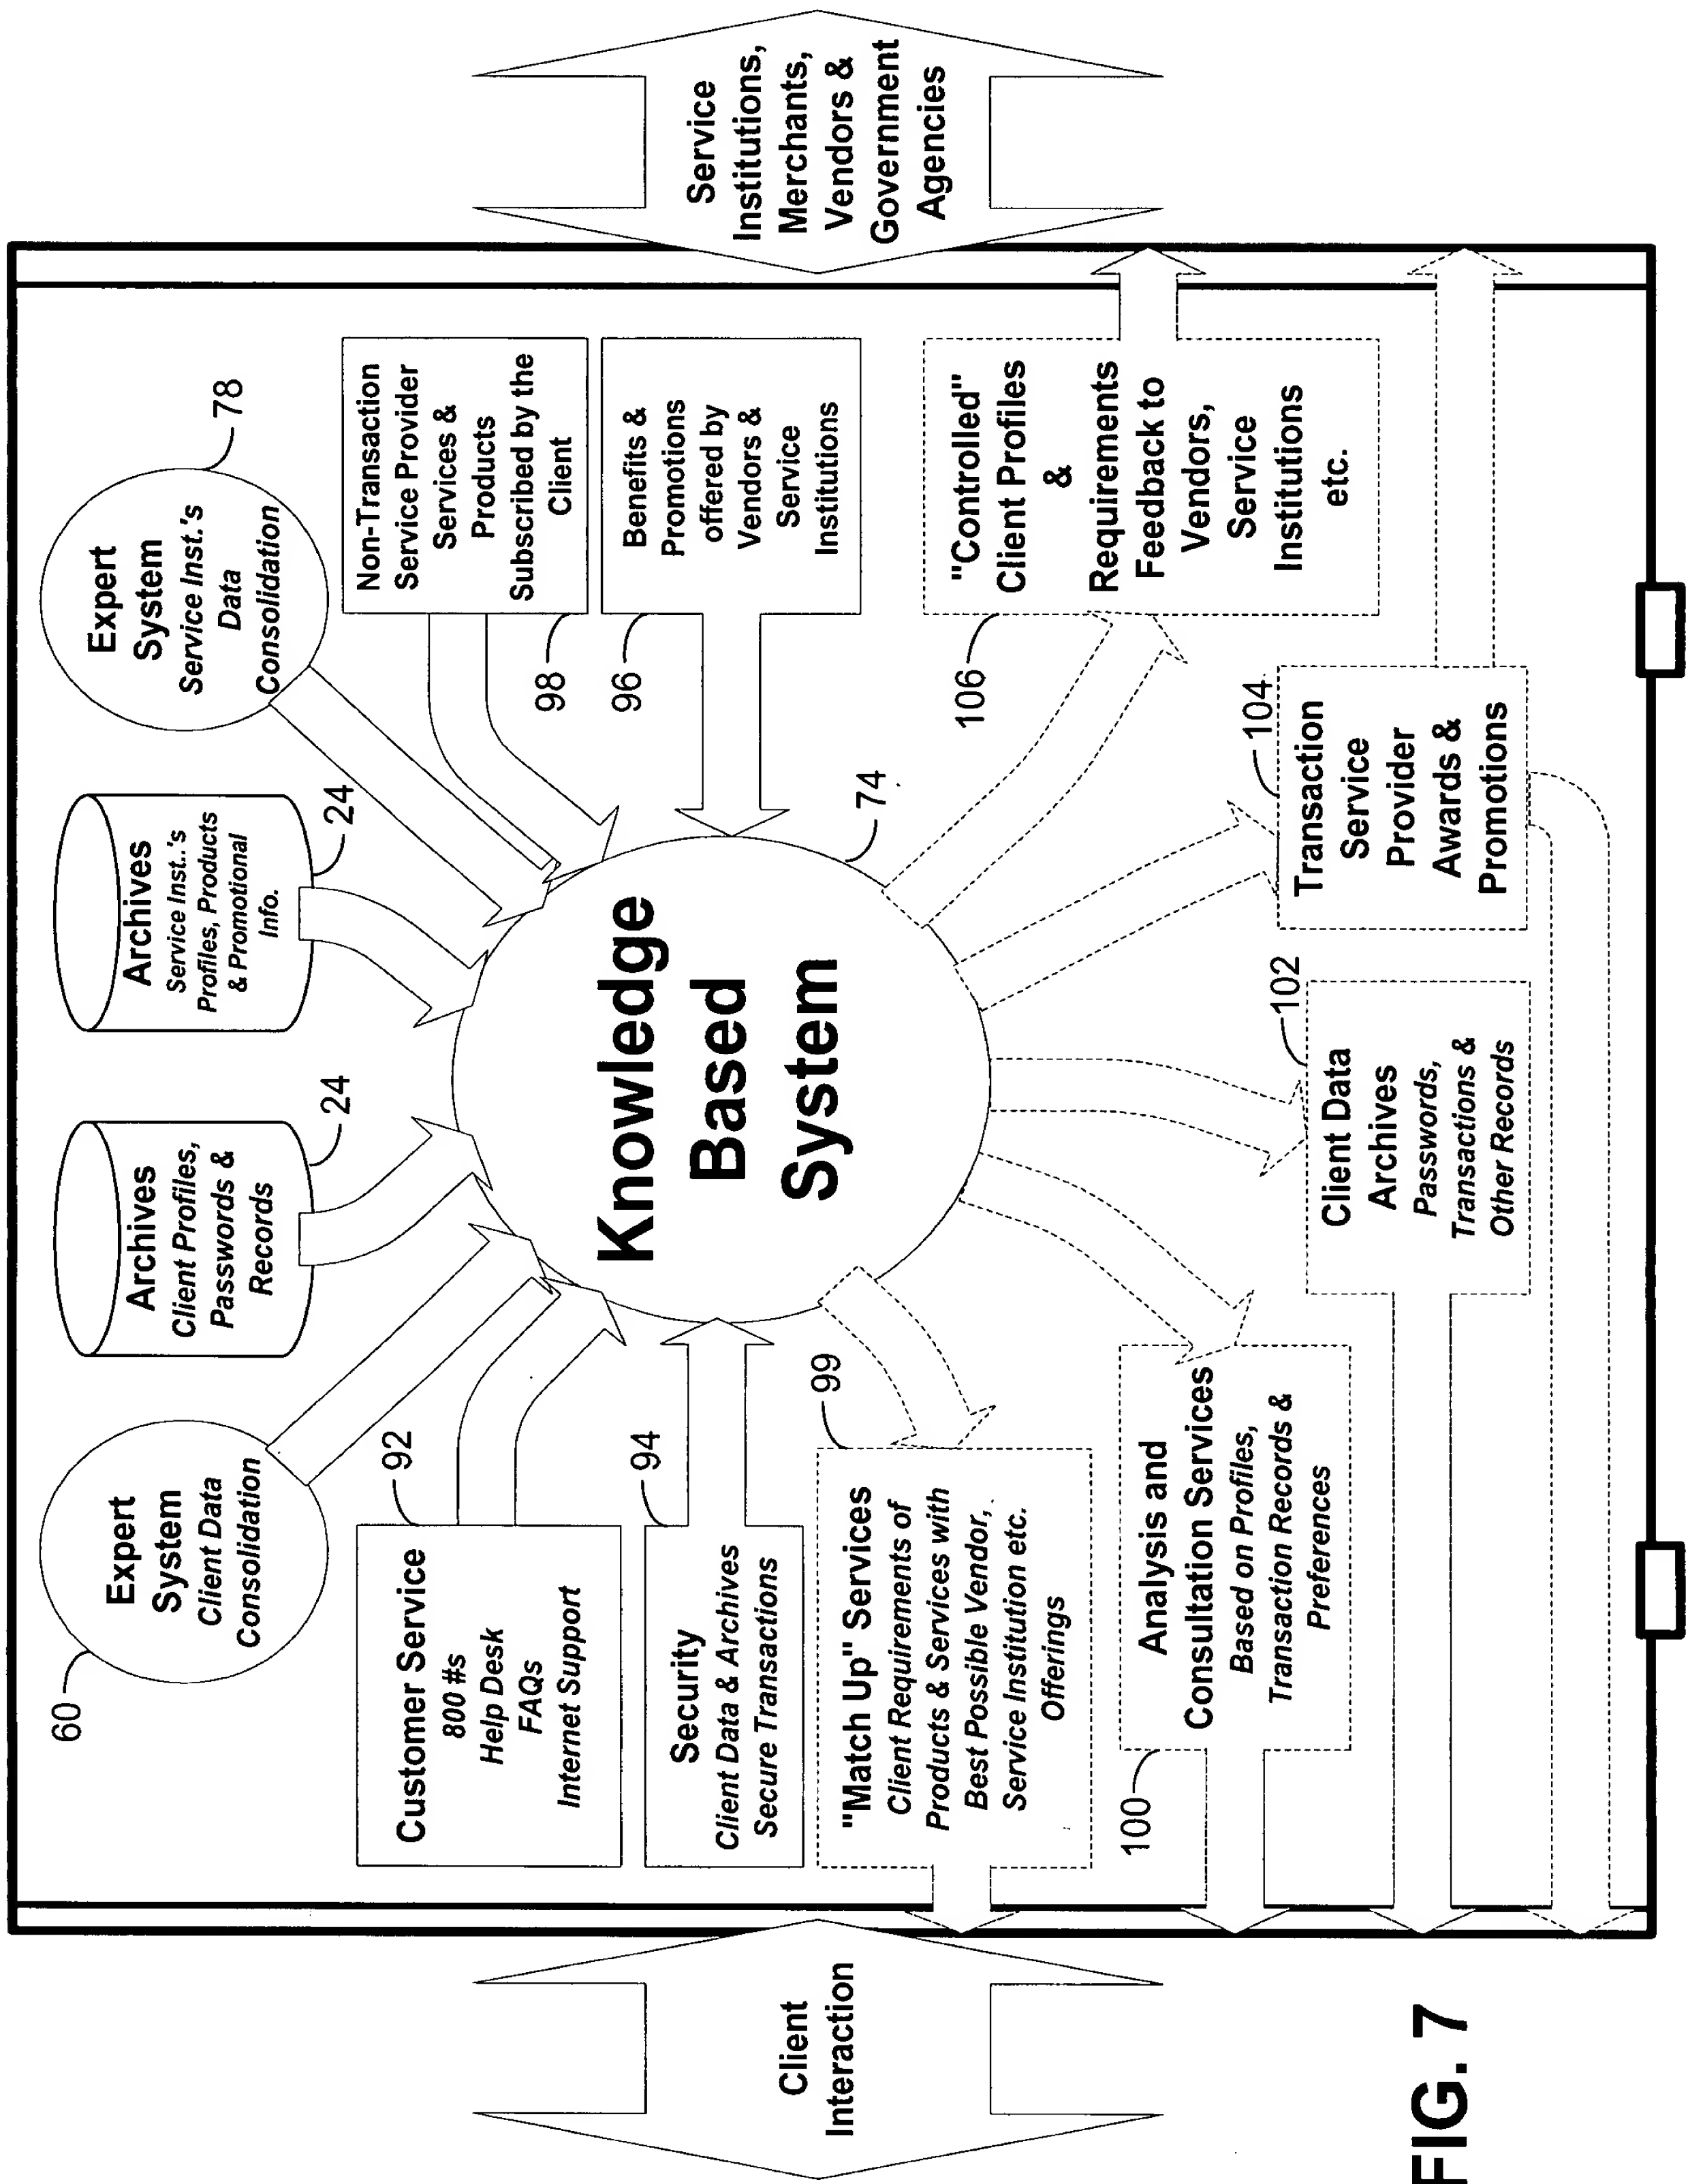 60
Expert
System
Client Data
Consolidation
Archives
Client Profiles,
Passwords &
Records
24
Archives
Service Inst..'s
Profiles, Products
& Promotional
Info.
24
Expert
System
Service Inst.'s
Data
Consolidation
78
Customer Service
800 #s
Help Desk
FAQs
Internet Support
92
Non-Transaction
Service Provider
Services &
Products
Subscribed by the
Client
98
Security
Client Data & Archives
Secure Transactions
94
Knowledge
Based
System
74
Benefits &
Promotions
offered by
Vendors &
Service
Institutions
96
Client
Interaction
Service
Institutions,
Merchants,
Vendors &
Government
Agencies
"Match Up" Services
Client Requirements of
Products & Services with
Best Possible Vendor,
Service Institution etc.
Offerings
99
"Controlled"
Client Profiles
&
Requirements
Feedback to
Vendors,
Service
Institutions
etc.
106
Analysis and
Consultation Services
Based on Profiles,
Transaction Records &
Preferences
100
Client Data
Archives
Passwords,
Transactions &
Other Records
102
Transaction
Service
Provider
Awards &
Promotions
104
FIG. 7